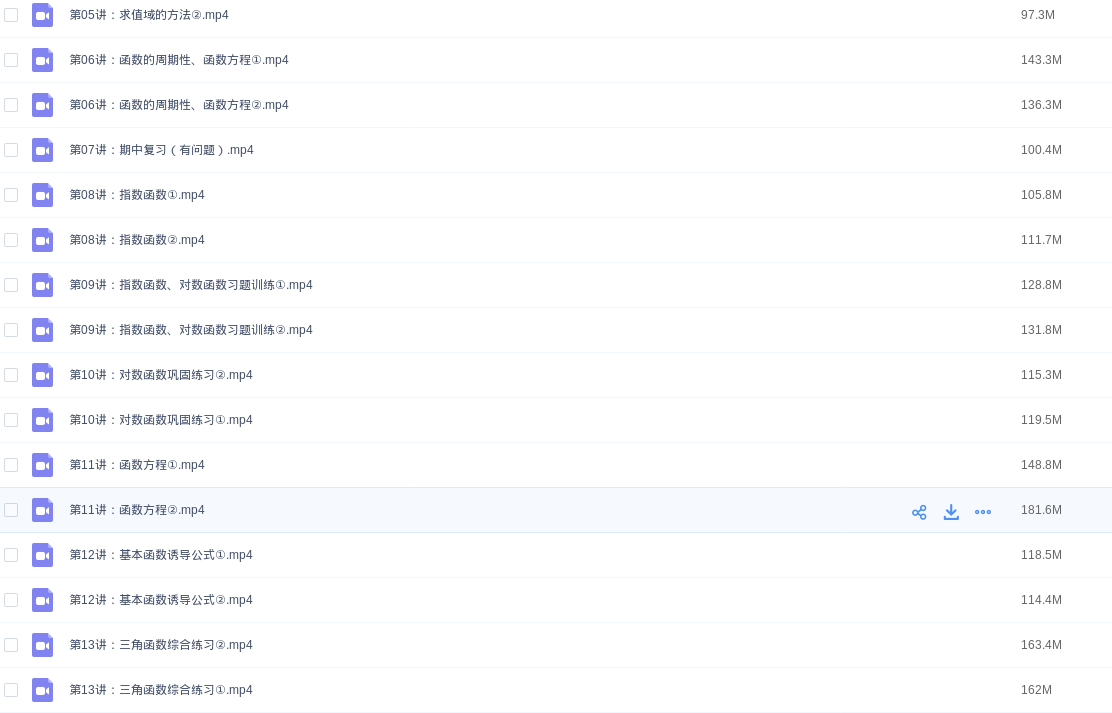 第05讲：求值域的方法②.mp4 97.3M
第06讲：函数的周期性、函数方程①.mp4 143.3M
第06讲：函数的周期性、函数方程②.mp4 136.3M
第07讲：期中复习（有问题）.mp4 100.4M
第08讲：指数函数①.mp4 105.8M
第08讲：指数函数②.mp4 111.7M
第09讲：指数函数、对数函数习题训练①.mp4 128.8M
第09讲：指数函数、对数函数习题训练②.mp4 131.8M
第10讲：对数函数巩固练习②.mp4 115.3M
第10讲：对数函数巩固练习①.mp4 119.5M
第11讲：函数方程①.mp4 148.8M
第11讲：函数方程②.mp4 181.6M
第12讲：基本函数诱导公式①.mp4 118.5M
第12讲：基本函数诱导公式②.mp4 114.4M
第13讲：三角函数综合练习②.mp4 163.4M
第13讲：三角函数综合练习①.mp4 162M